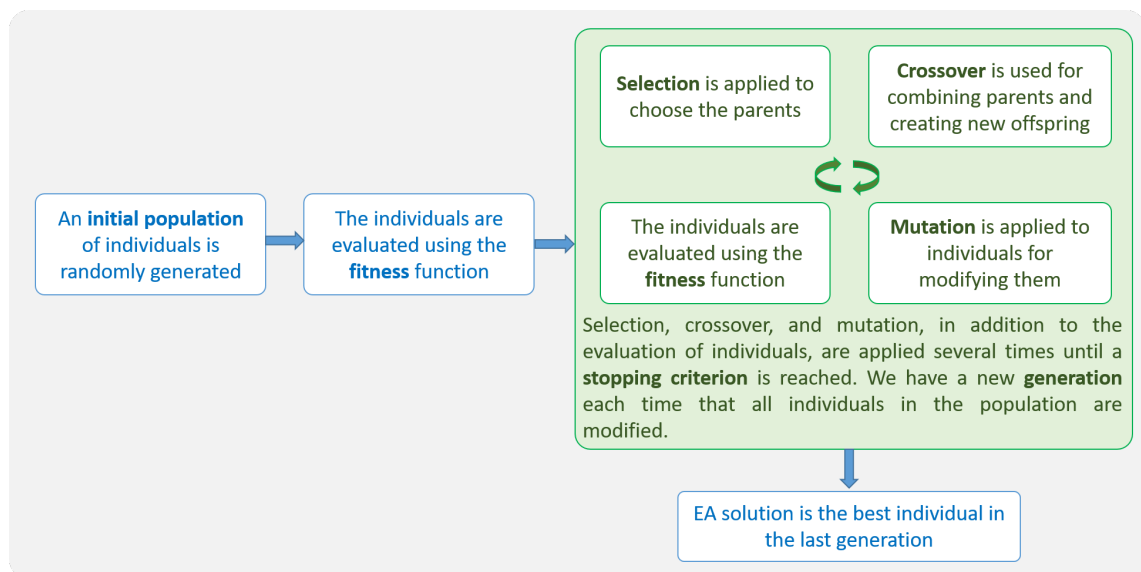 An initial population
of individuals is
randomly generated
The individuals are
evaluated using the
fitness function
Selection is applied to
choose the parents
Crossover is used for
combining parents and
creating new offspring
The individuals are
evaluated using the
fitness function
Mutation is applied to
individuals for
modifying them
Selection, crossover, and mutation, in addition to the
evaluation of individuals, are applied several times until a
stopping criterion is reached. We have a new generation
each time that all individuals in the population are
modified.
EA solution is the best individual in
the last generation